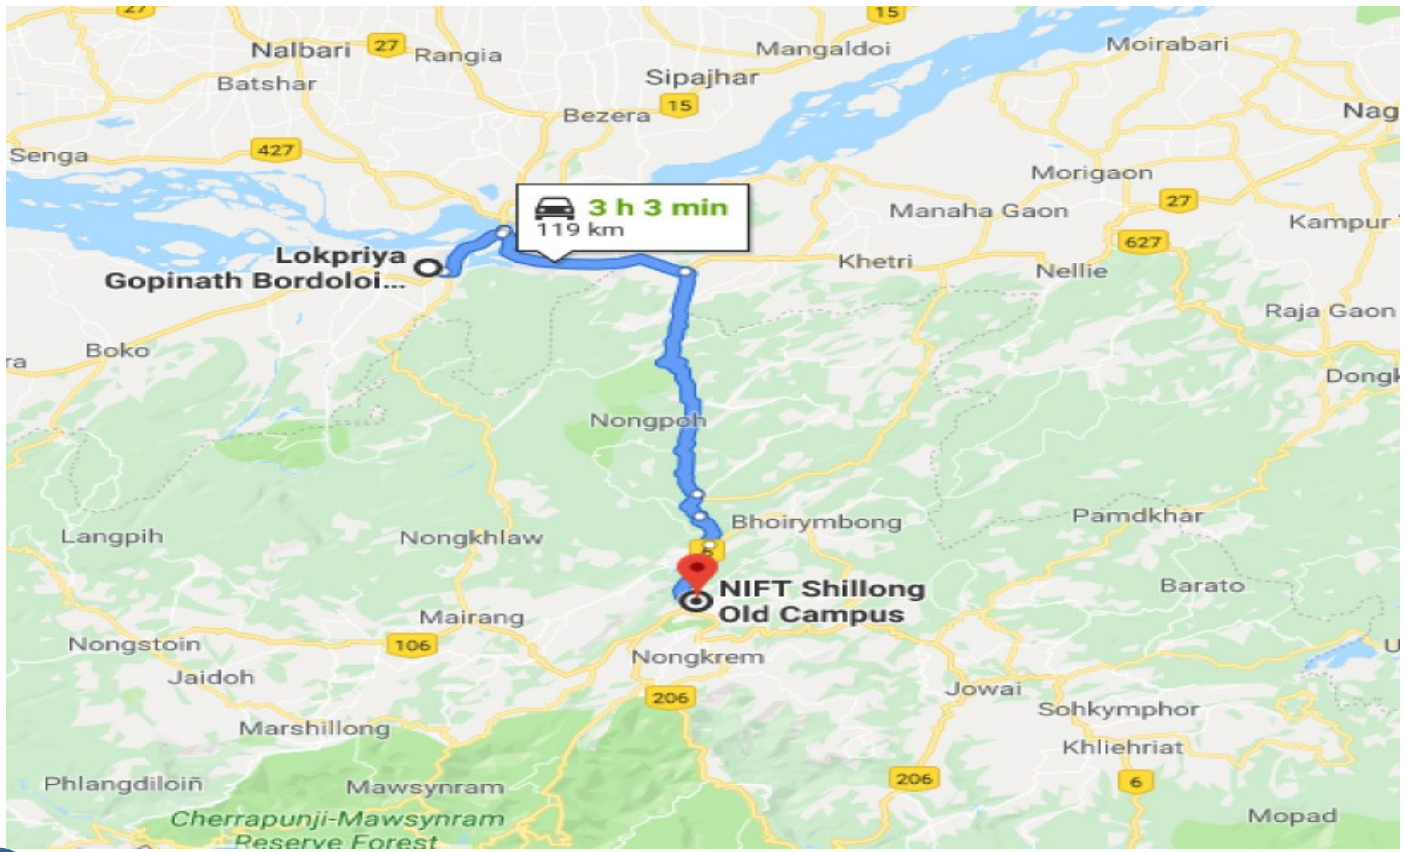 27
15
Nalbari
27
Rangia
Mangaldoi
Moirabari
Batshar
Sipajhar
15
Bezera
Nag
427
Senga
Morigaon
27
3 h 3 min
119 km
Manaha Gaon
Kampur
627
Lokpriya
Gopinath Bordoloi...
Khetri
Nellie
Raja Gaon
ra
Boko
Dongk
Nongpoh
Langpih
Nongkhlaw
Bhoirymbong
Pamdkhar
6
NIFT Shillong
Old Campus
Barato
Mairang
Nongstoin
106
Nongkrem
U
Jaidoh
206
Jowai
Sohkymphor
Marshillong
Khliehriat
Phlangdiloiñ
Mawsynram
206
6
Cherrapunji-Mawsynram
Reserve Forest
Mopad